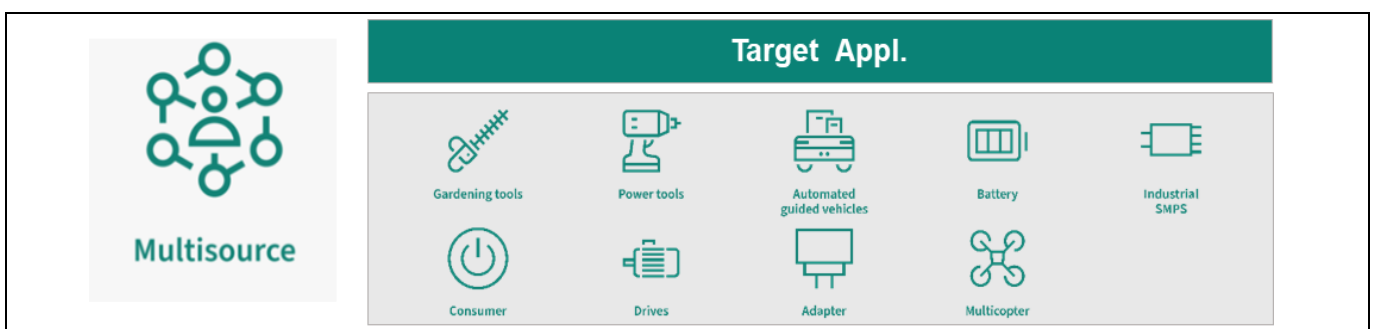 Target Appl.
Multisource
Gardening tools
Power tools
Automated
guided vehicles
Battery
Industrial
SMPS
Consumer
Drives
Adapter
Multicopter